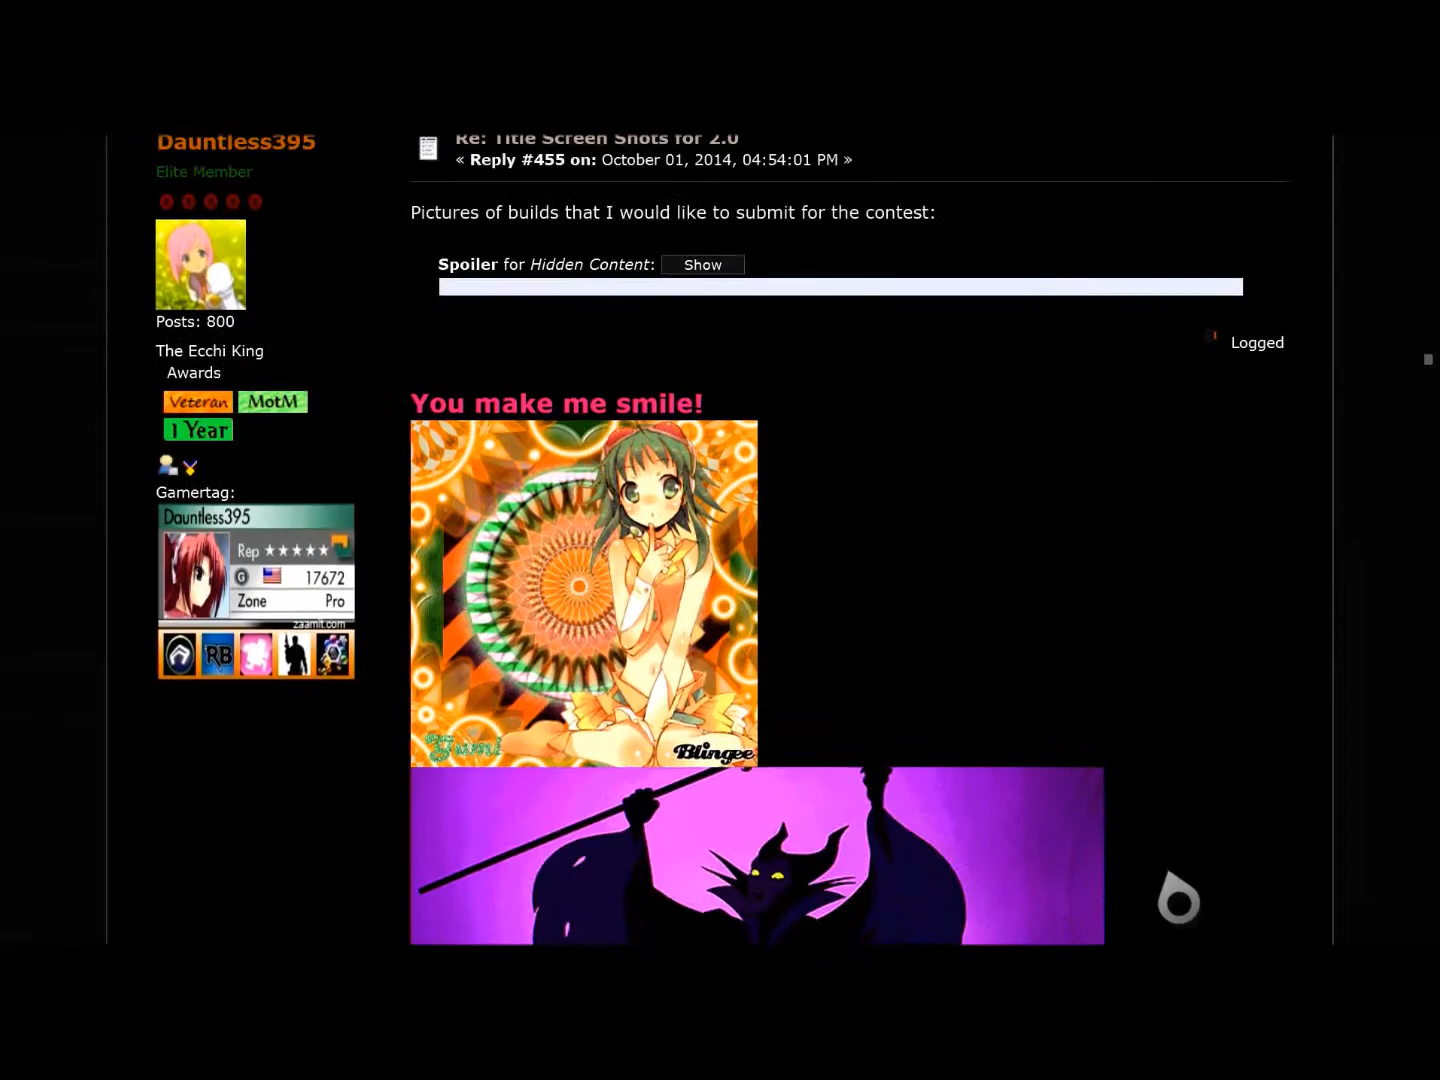 Dauntless395
Elite Member
Posts: 800
The Ecchi King
Awards
Veteran MotM
1 Year
Gamertag:
Dauntless395
Rep
G 17672
Zone Pro
zaamit.com
RB
Re: Title Screen Shots for 2.0
« Reply #455 on: October 01, 2014, 04:54:01 PM »
Pictures of builds that I would like to submit for the contest:
Spoiler for Hidden Content: Show
Logged
You make me smile!
Yumi
Blingee